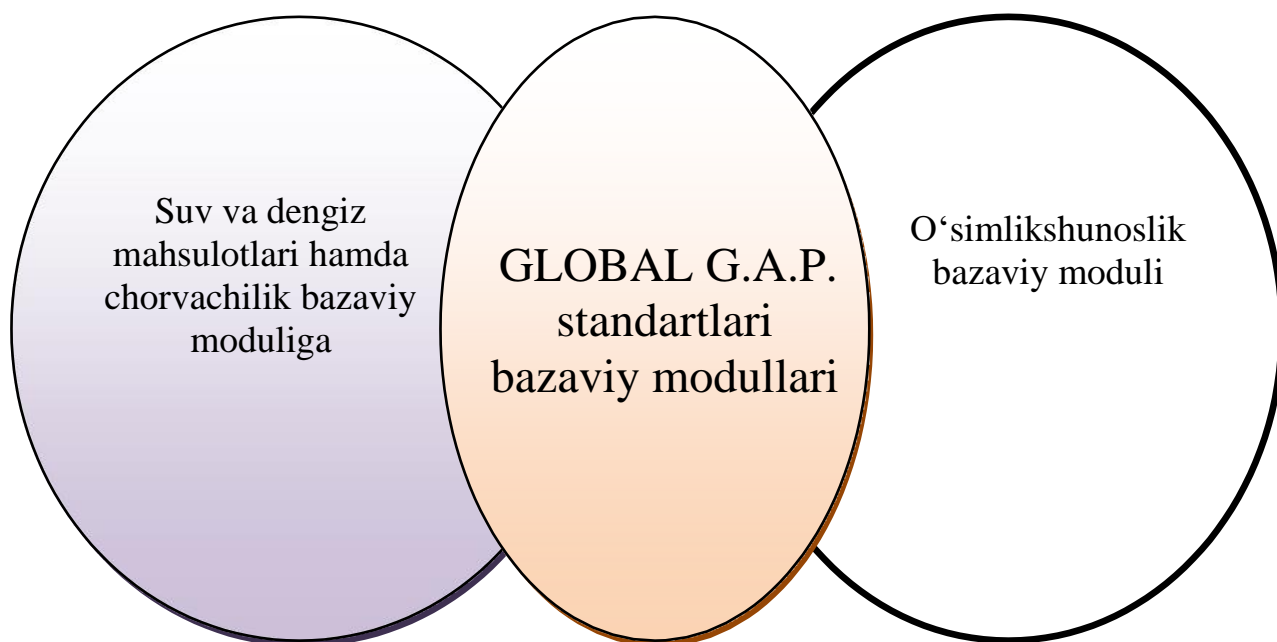 Suv va dengiz
mahsulotlari hamda
chorvachilik bazaviy
moduliga
GLOBAL G.A.P.
standartlari
bazaviy modullari
O‘simlikshunoslik
bazaviy moduli